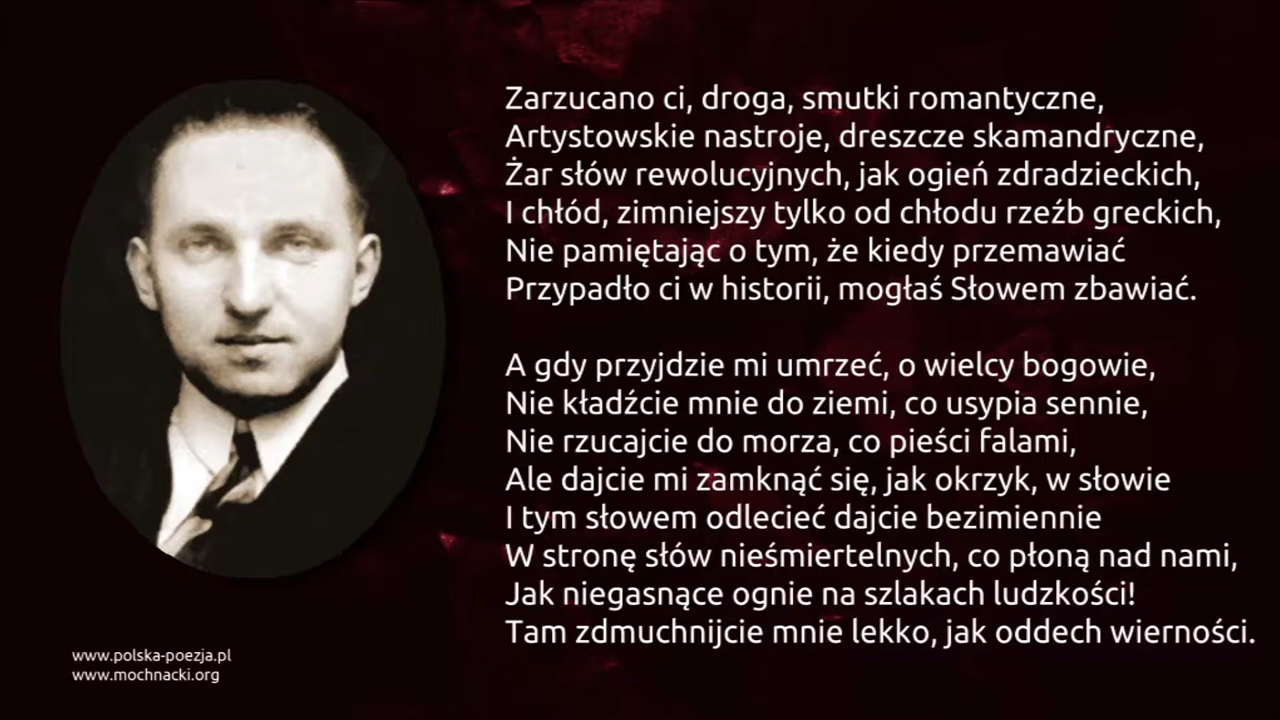 Zarzucano ci, droga, smutki romantyczne,
Artystowskie nastroje, dreszcze skamandryczne,
Żar słów rewolucyjnych, jak ogień zdradzieckich,
I chłód, zimniejszy tylko od chłodu rzeźb greckich,
Nie pamiętając o tym, że kiedy przemawiać
Przypadło ci w historii, mogłaś Słowem zbawiać.

A gdy przyjdzie mi umrzeć, o wielcy bogowie,
Nie kładźcie mnie do ziemi, co usypia sennie,
Nie rzucajcie do morza, co pieści falami,
Ale dajcie mi zamknąć się, jak okrzyk, w słowie
I tym słowem odlecieć dajcie bezimiennie
W stronę słów nieśmiertelnych, co płoną nad nami,
Jak niegasnące ognie na szlakach ludzkości!
Tam zdmuchnijcie mnie lekko, jak oddech wierności.
www.polska-poezja.pl
www.mochnacki.org